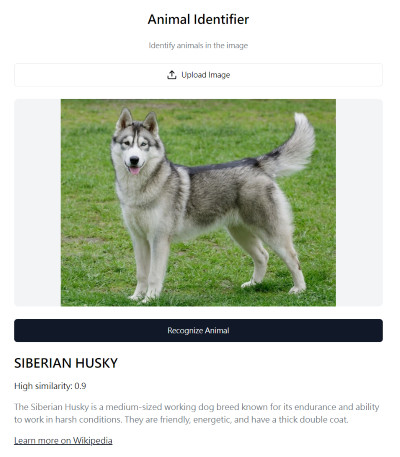 Animal Identifier
Identify animals in the image
Upload Image
Recognize Animal
SIBERIAN HUSKY
High similarity: 0.9
The Siberian Husky is a medium-sized working dog breed known for its endurance and ability
to work in harsh conditions. They are friendly, energetic, and have a thick double coat.
Learn more on Wikipedia